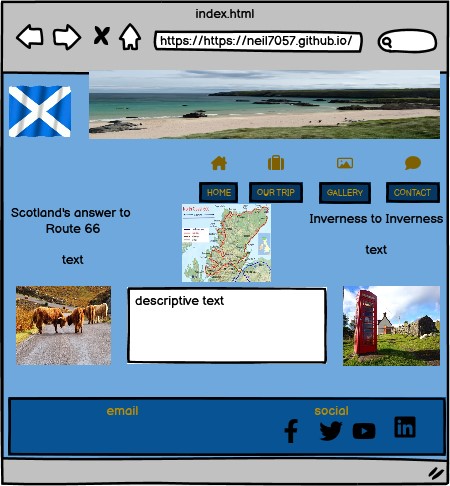 index.html
https://https://neil7057.github.io/
HOME
OUR TRIP
GALLERY
CONTACT
Scotland's answer to
Route 66
text
Inverness to Inverness
text
descriptive text
email
social